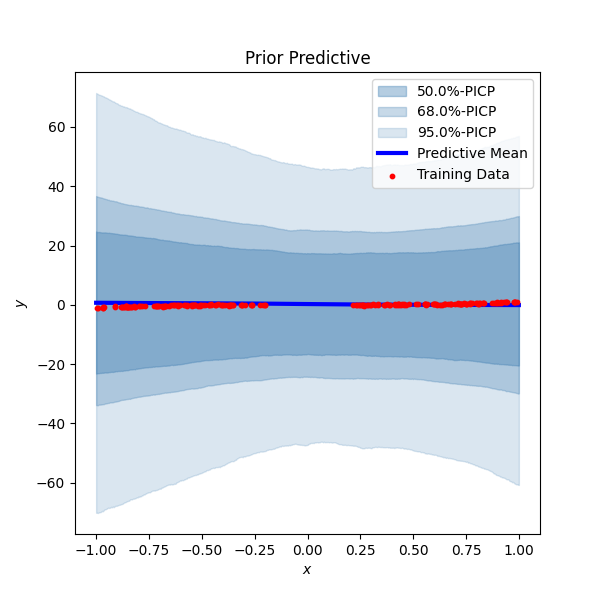 Prior Predictive
50.0%-PICP
68.0%-PICP
95.0%-PICP
Predictive Mean
Training Data
60
40
20
0
−20
−40
−60
y
−1.00 −0.75 −0.50 −0.25 0.00 0.25 0.50 0.75 1.00
x